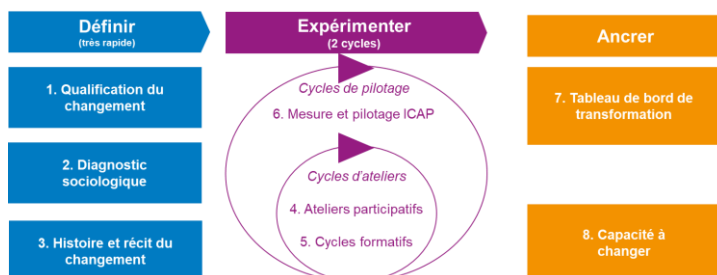 Définir
(très rapide)
Expérimenter
(2 cycles)
Ancrer
1. Qualification du
changement
2. Diagnostic
sociologique
3. Histoire et récit du
changement
Cycles de pilotage
6. Mesure et pilotage ICAP
Cycles d'ateliers
4. Ateliers participatifs
5. Cycles formatifs
7. Tableau de bord de
transformation
8. Capacité à
changer